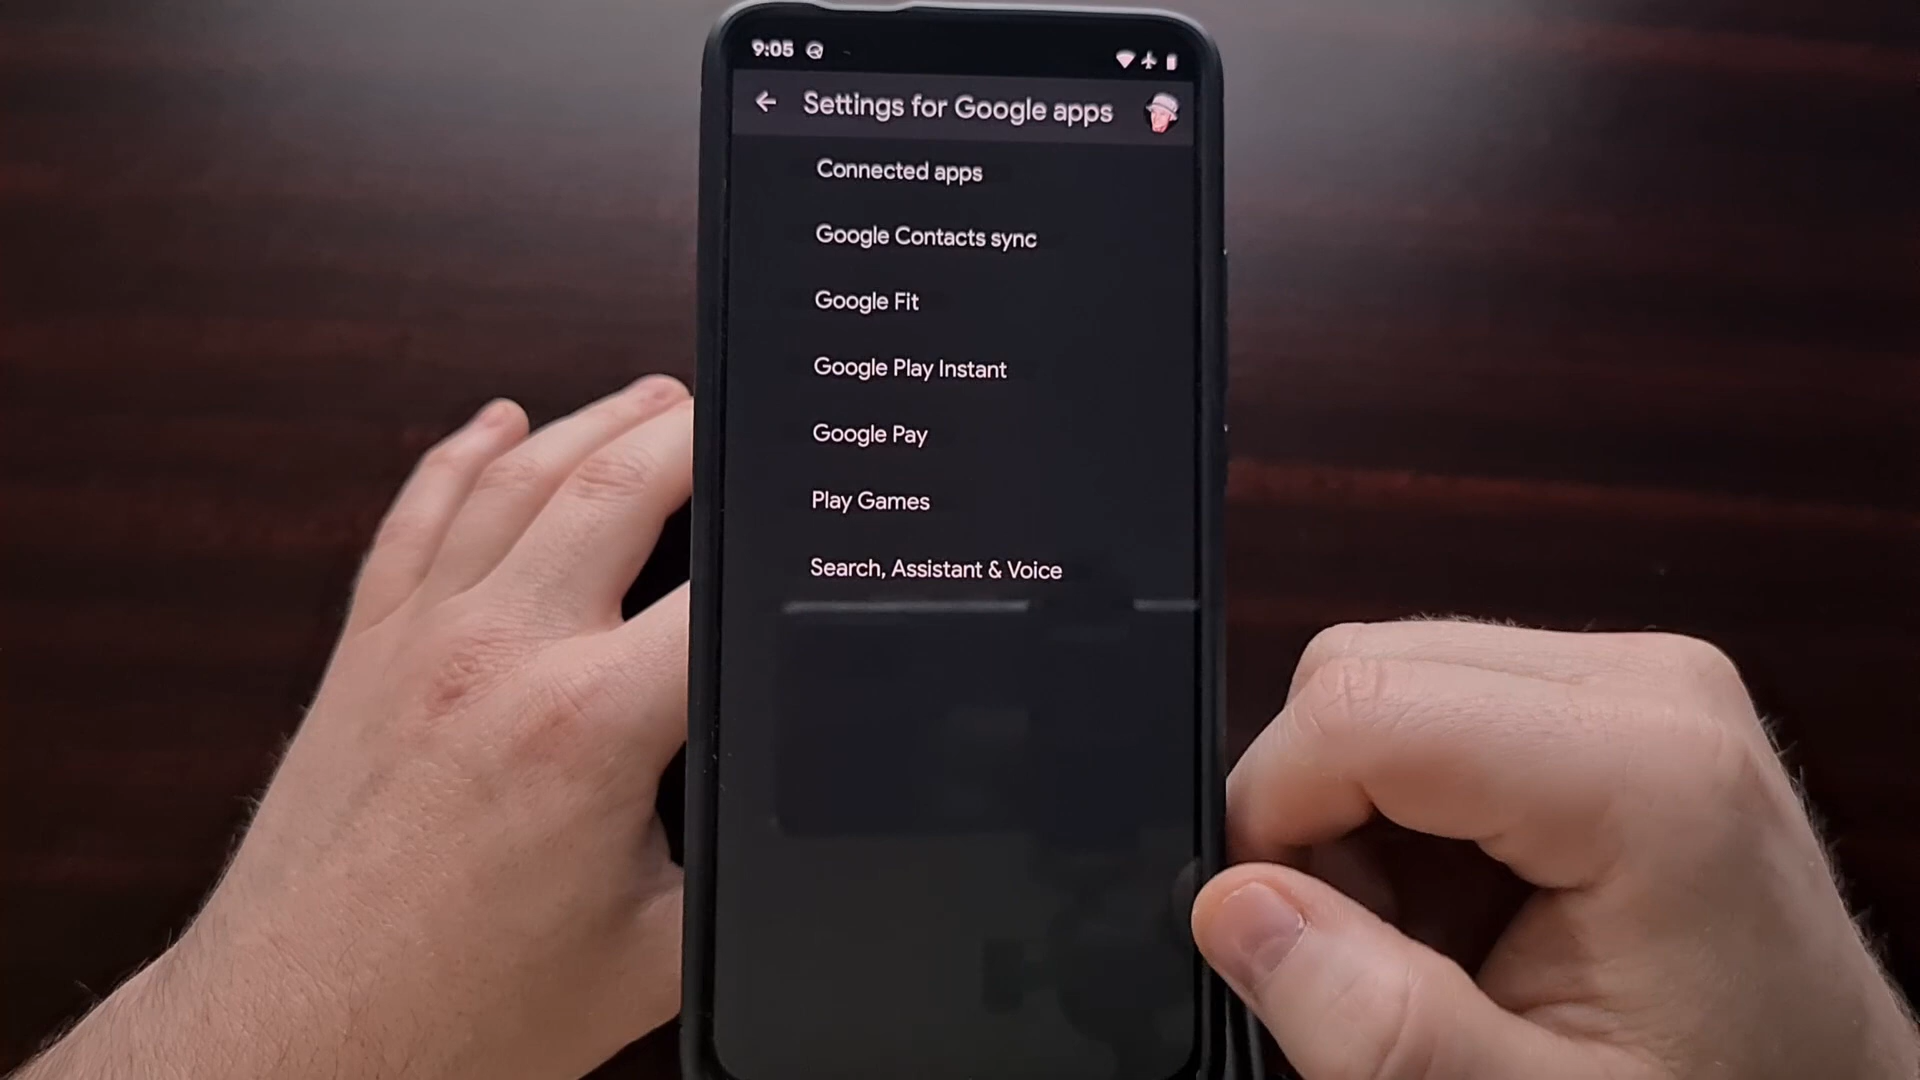 9:05
Settings for Google apps
Connected apps
Google Contacts sync
Google Fit
Google Play Instant
Google Pay
Play Games
Search, Assistant & Voice